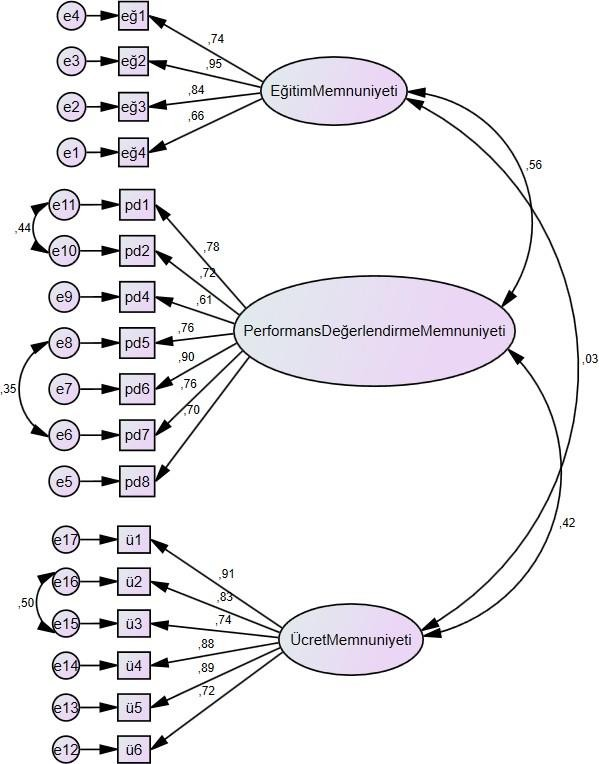 e4 eğ1
,74
e3 eğ2
,95
EğitimMemnuniyeti
e2 eğ3
,84
e1 eğ4
,66
,56
e11 pd1
,44
e10 pd2
,78
,72
e9 pd4
,61
PerformansDeğerlendirmeMemnuniyeti
e8 pd5
,76
,03
,35
e7 pd6
,90
,76
e6 pd7
,70
e5 pd8
,42
e17 ü1
,91
e16 ü2
,83
,50
e15 ü3
,74
ÜcretMemnuniyeti
e14 ü4
,88
e13 ü5
,89
,72
e12 ü6